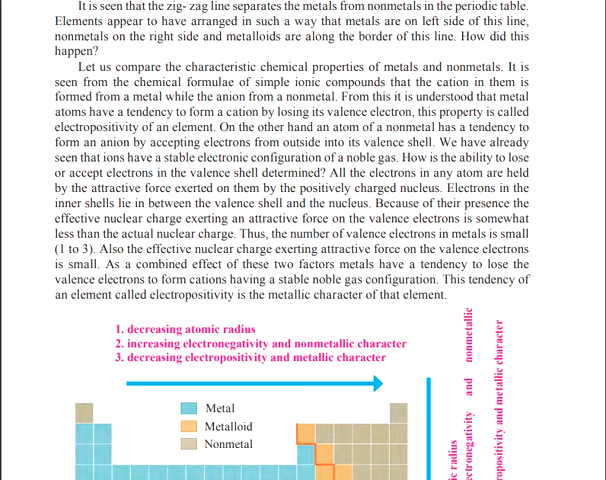 It is seen that the zig- zag line separates the metals from nonmetals in the periodic table.
Elements appear to have arranged in such a way that metals are on left side of this line,
nonmetals on the right side and metalloids are along the border of this line. How did this
happen?
Let us compare the characteristic chemical properties of metals and nonmetals. It is
seen from the chemical formulae of simple ionic compounds that the cation in them is
formed from a metal while the anion from a nonmetal. From this it is understood that metal
atoms have a tendency to form a cation by losing its valence electron, this property is called
electropositivity of an element. On the other hand an atom of a nonmetal has a tendency to
form an anion by accepting electrons from outside into its valence shell. We have already
seen that ions have a stable electronic configuration of a noble gas. How is the ability to lose
or accept electrons in the valence shell determined? All the electrons in any atom are held
by the attractive force exerted on them by the positively charged nucleus. Electrons in the
inner shells lie in between the valence shell and the nucleus. Because of their presence the
effective nuclear charge exerting an attractive force on the valence electrons is somewhat
less than the actual nuclear charge. Thus, the number of valence electrons in metals is small
(1 to 3). Also the effective nuclear charge exerting attractive force on the valence electrons
is small. As a combined effect of these two factors metals have a tendency to lose the
valence electrons to form cations having a stable noble gas configuration. This tendency of
an element called electropositivity is the metallic character of that element.
1. decreasing atomic radius
2. increasing electronegativity and nonmetallic character
3. decreasing electropositivity and metallic character
Metal
Metalloid
Nonmetal
ic radius
ectronegativity and nonmetallic
ropositivity and metallic character